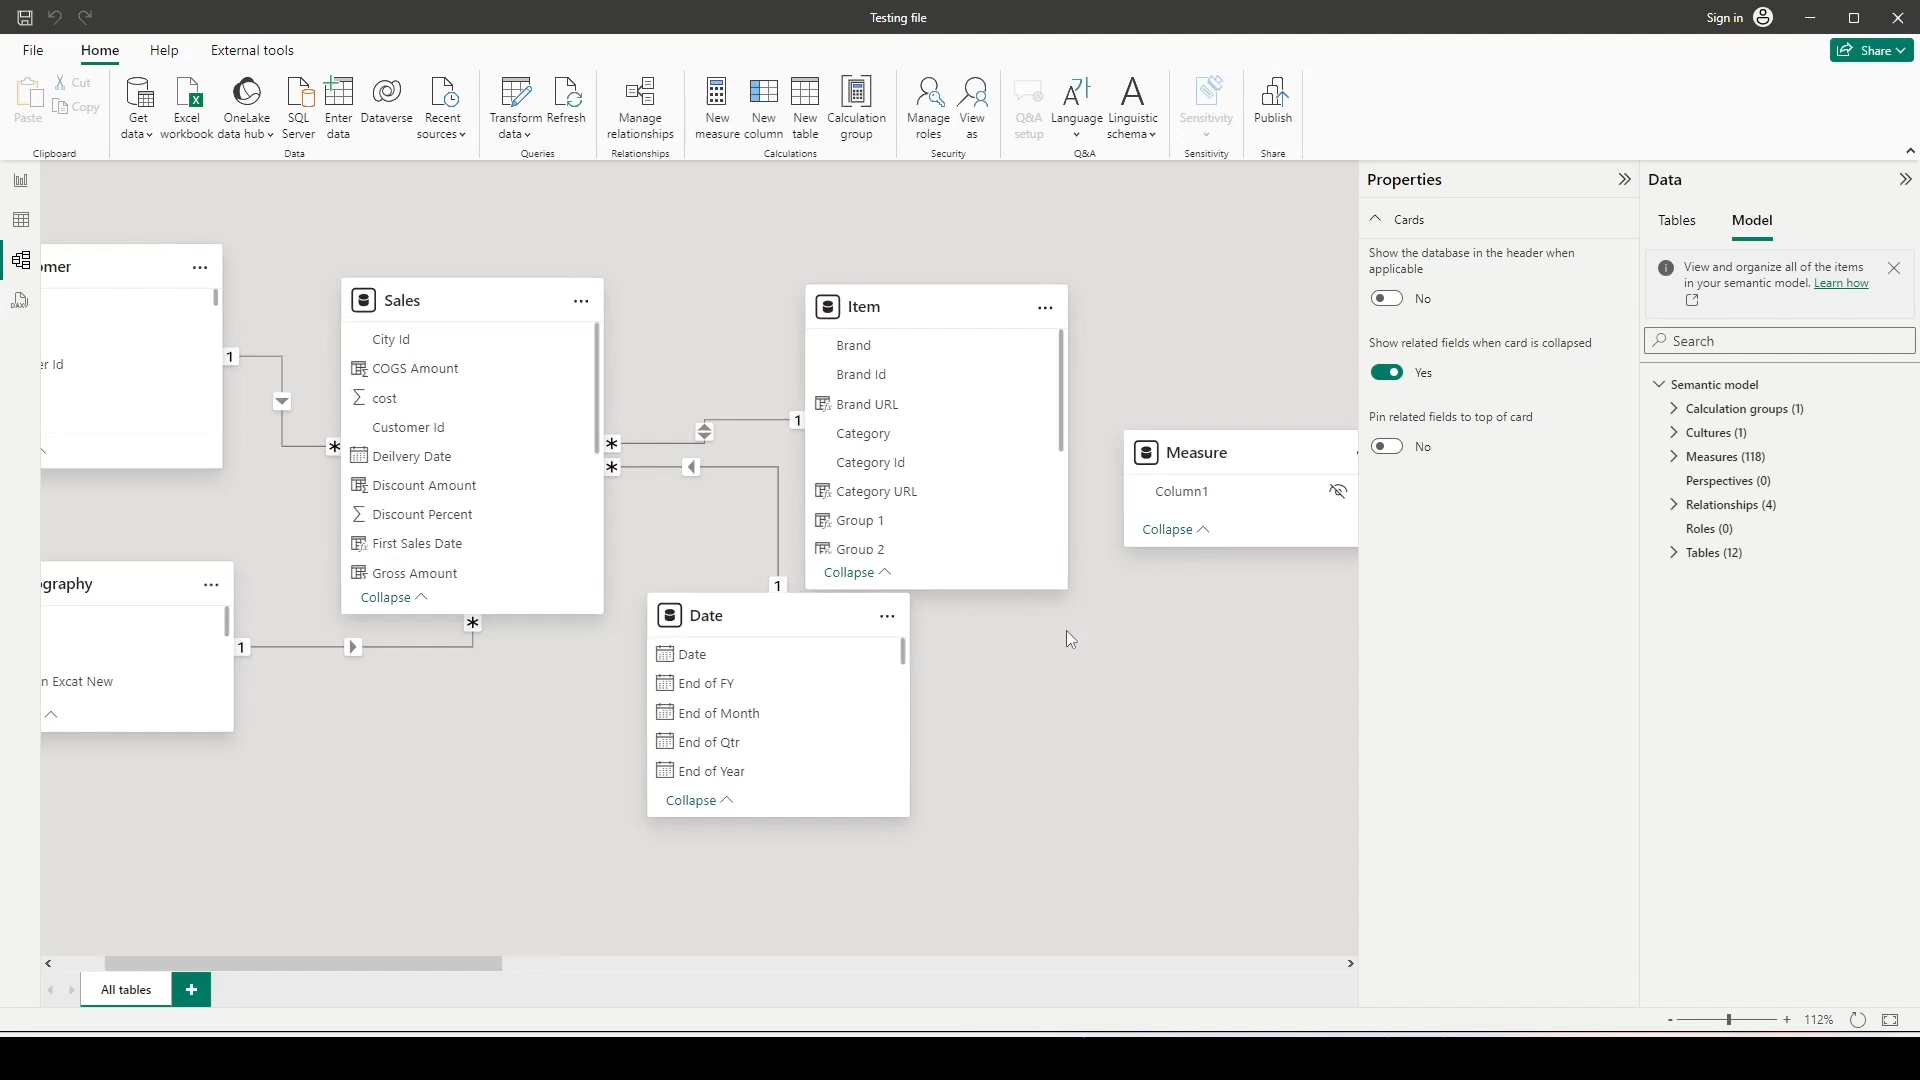 Testing file
Sign in
File
Home
Help
External tools
Share
Paste
Cut
Copy
Get data
Excel workbook
OneLake data hub
SQL Server
Enter data
Dataverse
Recent sources
Transform data
Refresh
Manage relationships
New measure
New column
New table
Calculation group
Manage roles
View as
Q&A setup
Language
Linguistic schema
Sensitivity
Publish
Clipboard
Data
Queries
Relationships
Calculations
Security
Q&A
Sensitivity
Share
DAX
omer
er Id
1
*
ography
n Excat New
1
*
Sales
City Id
COGS Amount
cost
Customer Id
Deilvery Date
Discount Amount
Discount Percent
First Sales Date
Gross Amount
Collapse
*
1
*
1
Item
Brand
Brand Id
Brand URL
Category
Category Id
Category URL
Group 1
Group 2
Collapse
Date
Date
End of FY
End of Month
End of Qtr
End of Year
Collapse
Measure
Column1
Collapse
All tables
+
Properties
Cards
Show the database in the header when
applicable
No
Show related fields when card is collapsed
Yes
Pin related fields to top of card
No
Data
Tables
Model
View and organize all of the items
in your semantic model. Learn how
Search
Semantic model
Calculation groups (1)
Cultures (1)
Measures (118)
Perspectives (0)
Relationships (4)
Roles (0)
Tables (12)
- + 112%